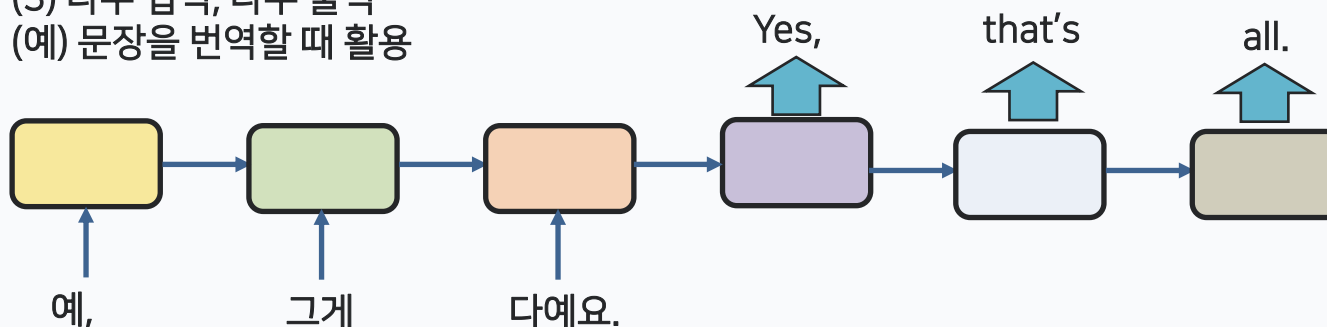 (예) 문장을 번역할 때 활용
Yes,
that's
all.
예,
그게
다예요.